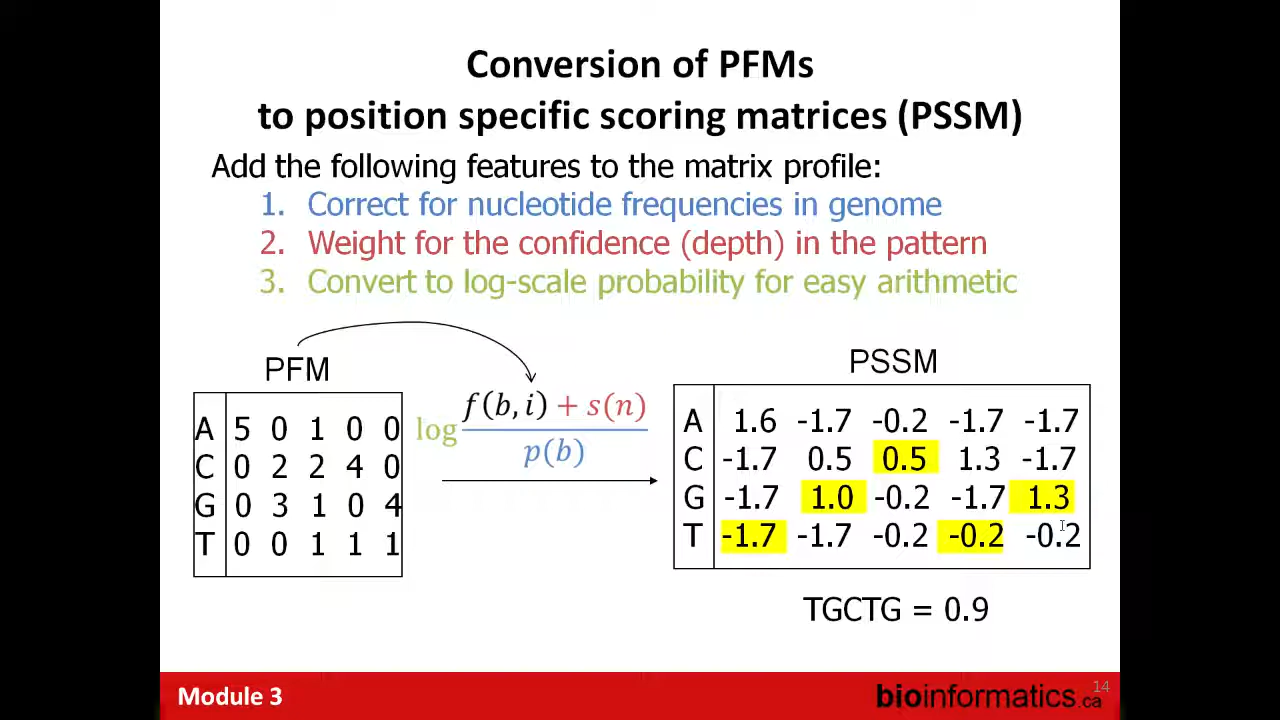 Conversion of PFMs
to position specific scoring matrices (PSSM)
Add the following features to the matrix profile:
1. Correct for nucleotide frequencies in genome
2. Weight for the confidence (depth) in the pattern
3. Convert to log-scale probability for easy arithmetic
PFM
A 5 0 1 0 0
C 0 2 2 4 0
G 0 3 1 0 4
T 0 0 1 1 1
log f(b,i) + s(n)
p(b)
PSSM
A 1.6 -1.7 -0.2 -1.7 -1.7
C -1.7 0.5 0.5 1.3 -1.7
G -1.7 1.0 -0.2 -1.7 1.3
T -1.7 -1.7 -0.2 -0.2 -0.2
TGCTG = 0.9
Module 3
bioinformatics.ca
14